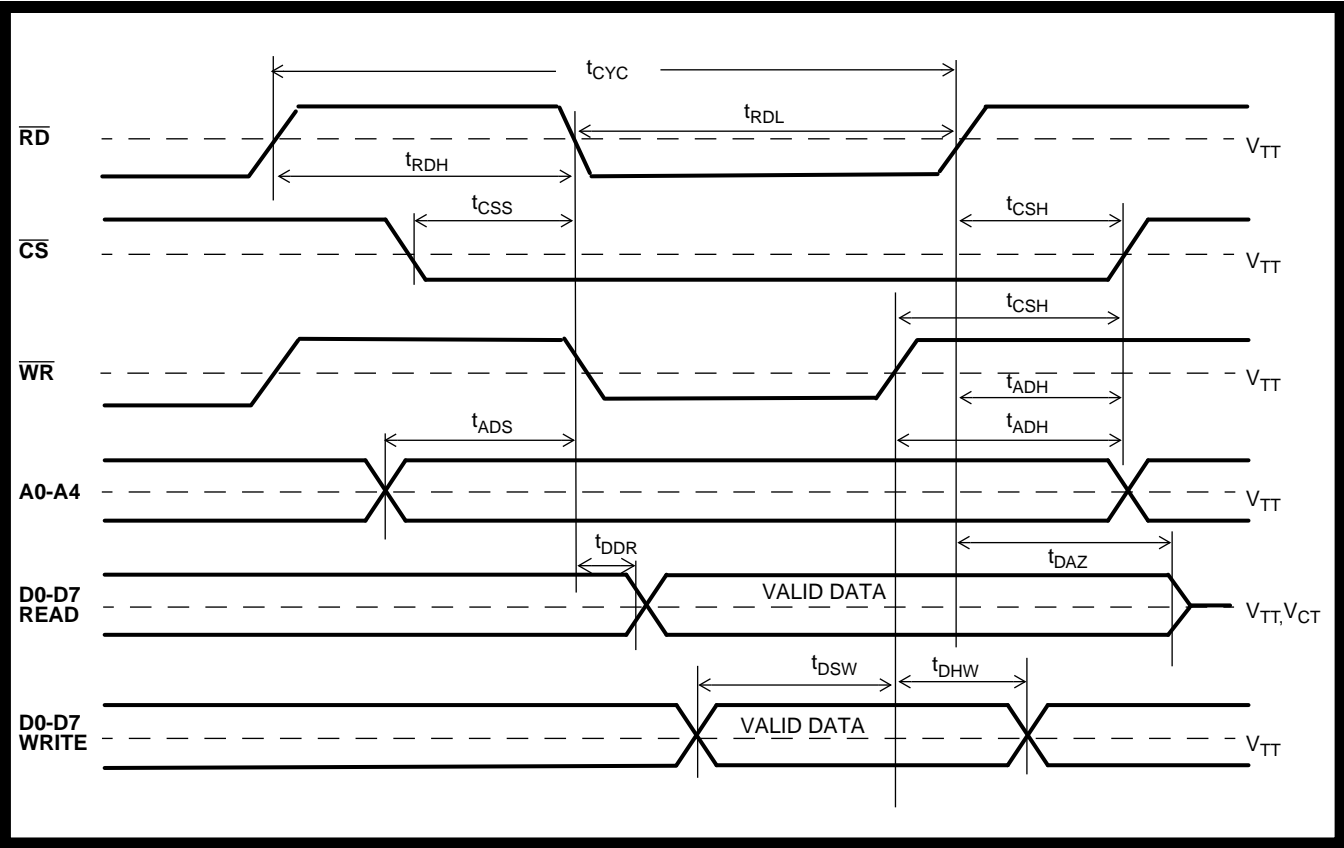 tCYC
RD
tRDL
VTT
tRDH
tCSS
tCSH
CS
VTT
tCSH
WR
VTT
tADH
tADS
tADH
A0-A4
VTT
tDDR
tDAZ
D0-D7
READ
VALID DATA
VTT,VCT
tDSW
tDHW
D0-D7
WRITE
VALID DATA
VTT